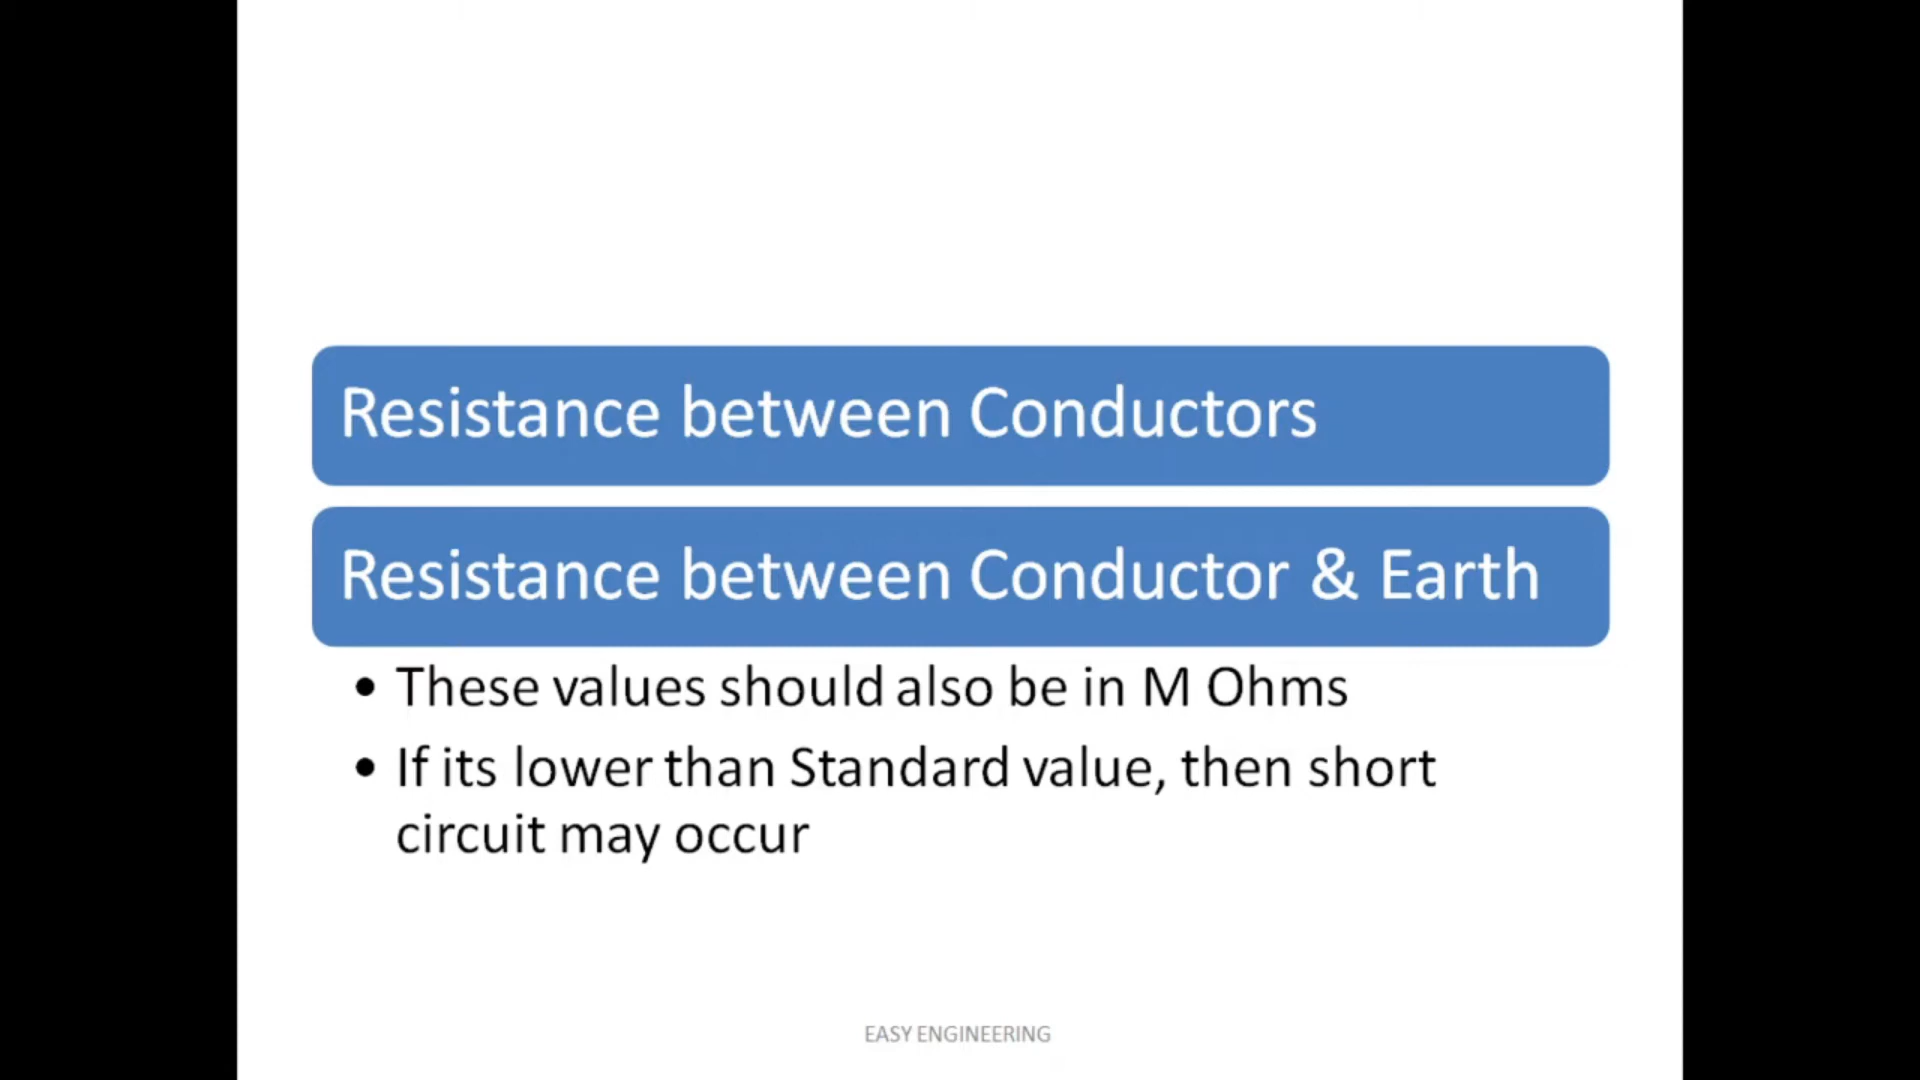 Resistance between Conductors
Resistance between Conductor & Earth
• These values should also be in M Ohms
• If its lower than Standard value, then short
circuit may occur
EASY ENGINEERING